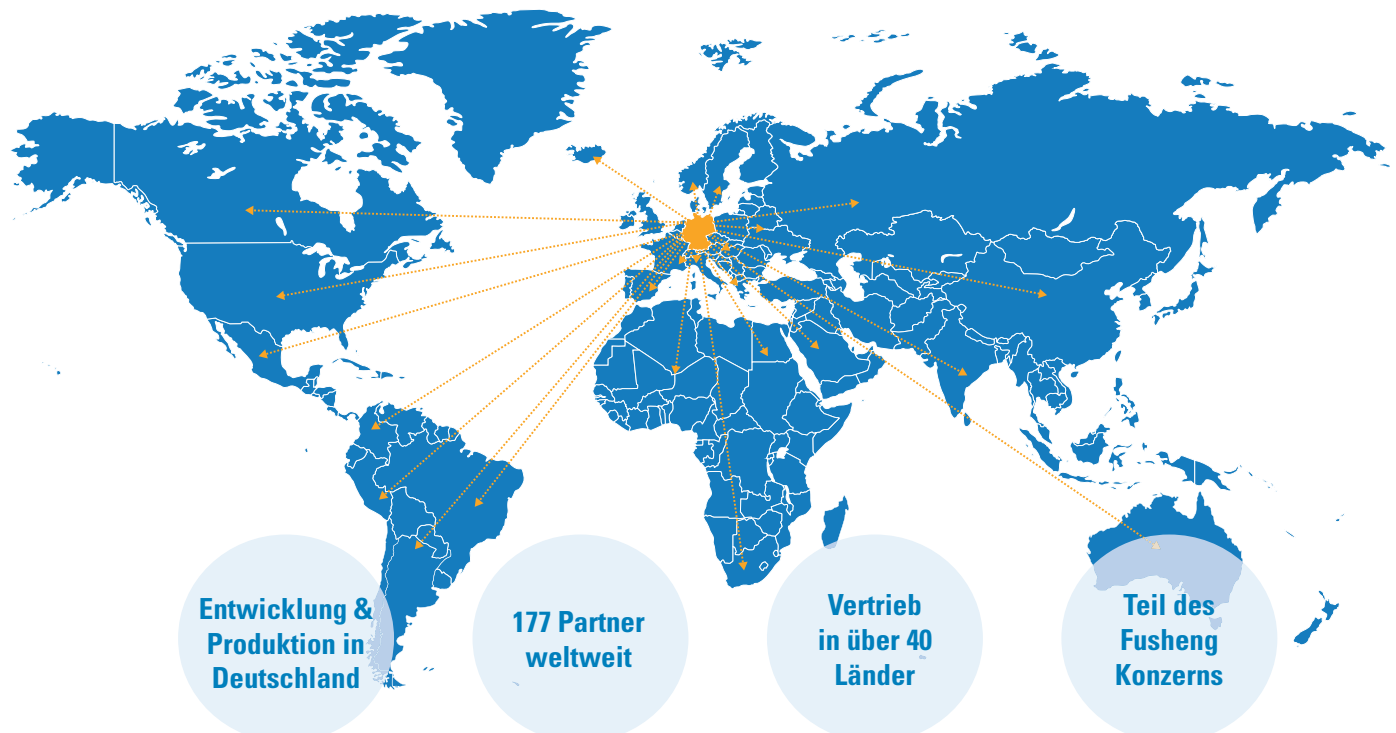 Entwicklung &
Produktion in
Deutschland
177 Partner
weltweit
Vertrieb
in über 40
Länder
Teil des
Fusheng
Konzerns